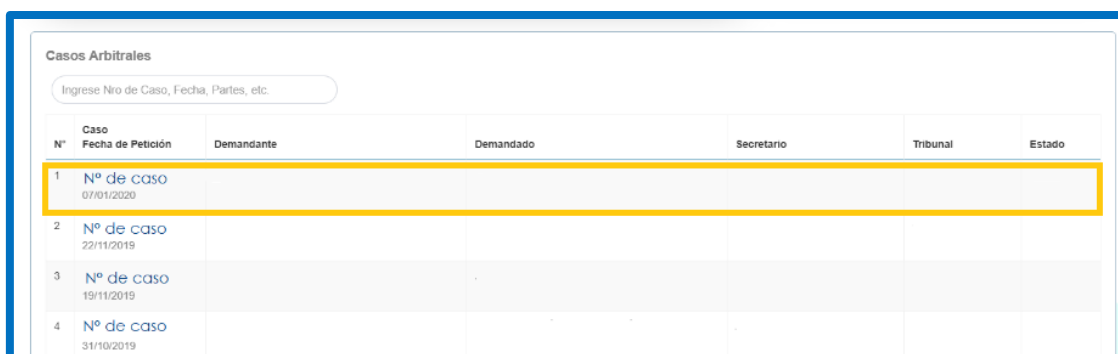 Casos Arbitrales
Ingrese Nro de Caso, Fecha, Partes, etc.
Caso
N° Fecha de Petición Demandante Demandado Secretario Tribunal Estado
1 Nº de caso
07/01/2020
2 Nº de caso
22/11/2019
3 Nº de caso
19/11/2019
4 Nº de caso
31/10/2019